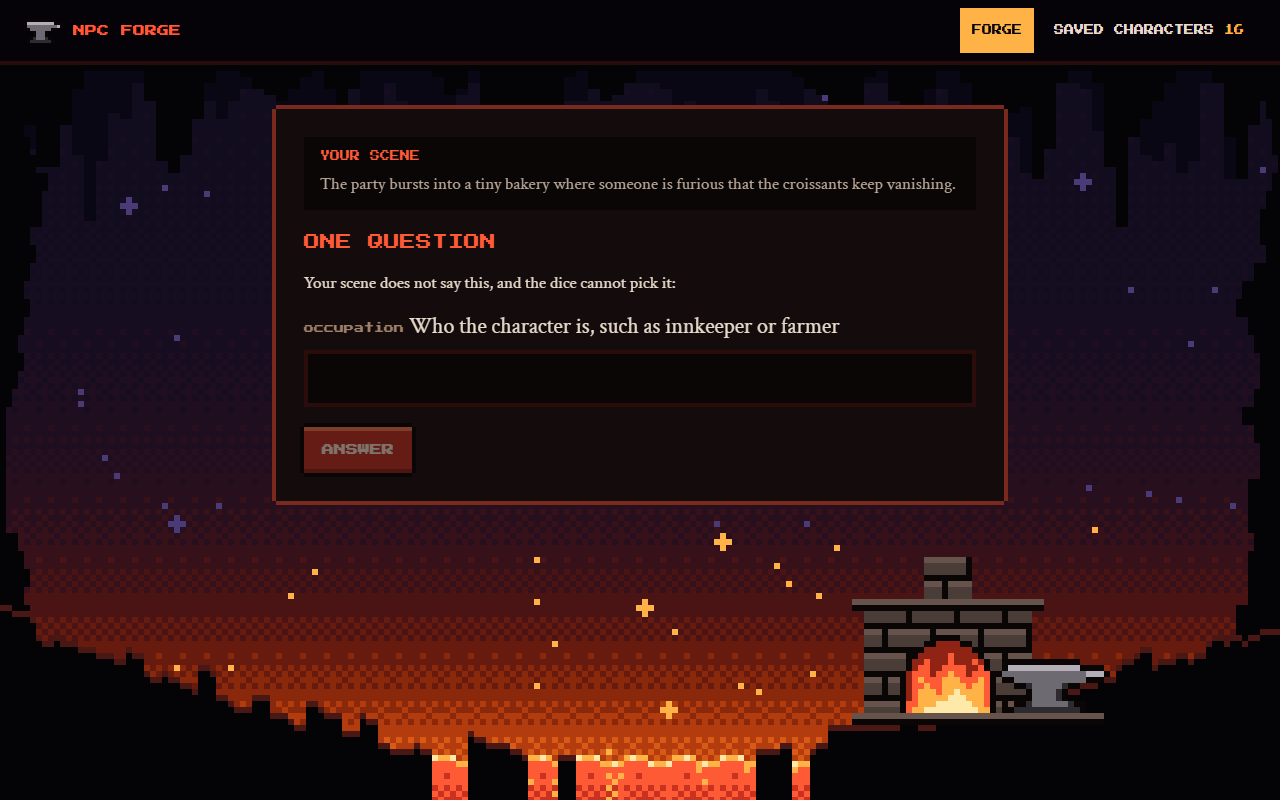 NPC FORGE
FORGE
SAVED CHARACTERS 16
YOUR SCENE
The party bursts into a tiny bakery where someone is furious that the croissants keep vanishing.
ONE QUESTION
Your scene does not say this, and the dice cannot pick it:
occupation Who the character is, such as innkeeper or farmer
ANSWER